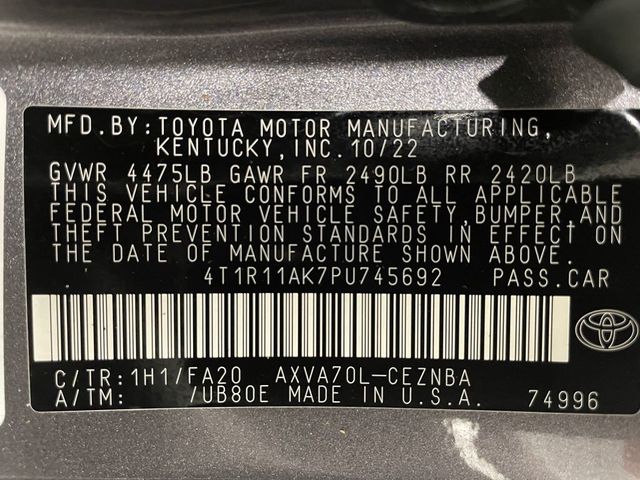 MFD.BY:TOYOTA MOTOR MANUFACTURING,
KENTUCKY,INC.10/22
GVWR 4475LB GAWR FR 2490LB RR 2420LB
THIS VEHICLE CONFORMS TO ALL APPLICABLE
FEDERAL MOTOR VEHICLE SAFETY,BUMPER,AND
THEFT PREVENTION STANDARDS IN EFFECT ON
THE DATE OF MANUFACTURE SHOWN ABOVE.
4T1R11AK7PU745692 PASS.CAR
C/TR:1H1/FA20 AXVA70L-CEZNBA
A/TM: /UB80E MADE IN U.S.A. 74996